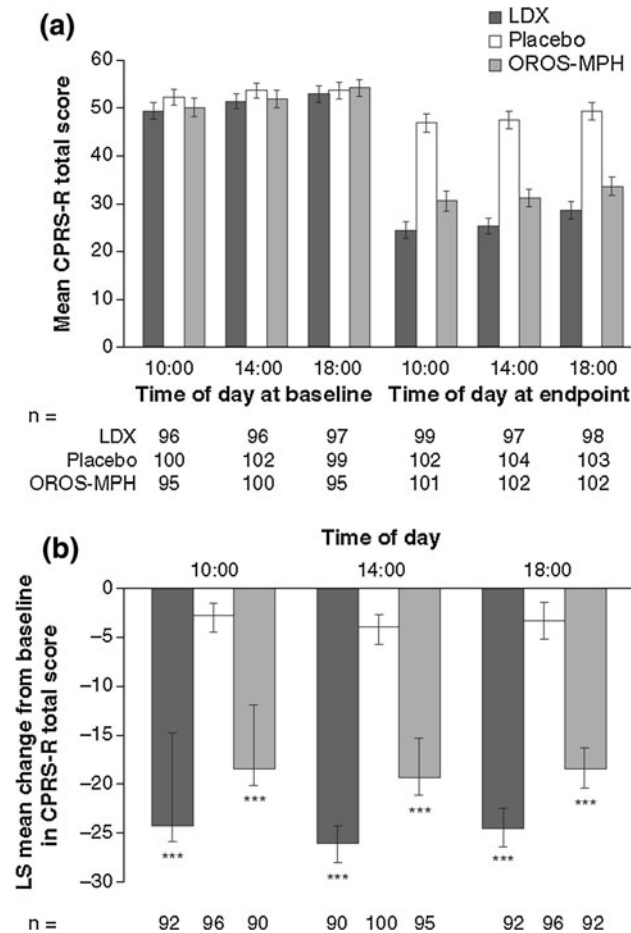 (a)
LDX
Placebo
OROS-MPH
Mean CPRS-R total score
60
50
40
30
20
10
0
10:00 14:00 18:00 10:00 14:00 18:00
Time of day at baseline Time of day at endpoint
n =
LDX 96 96 97 99 97 98
Placebo 100 102 99 102 104 103
OROS-MPH 95 100 95 101 102 102
(b)
Time of day
10:00 14:00 18:00
LS mean change from baseline
in CPRS-R total score
0
−5
−10
−15
−20
−25
−30
*** *** *** *** *** ***
n = 92 96 90 90 100 95 92 96 92